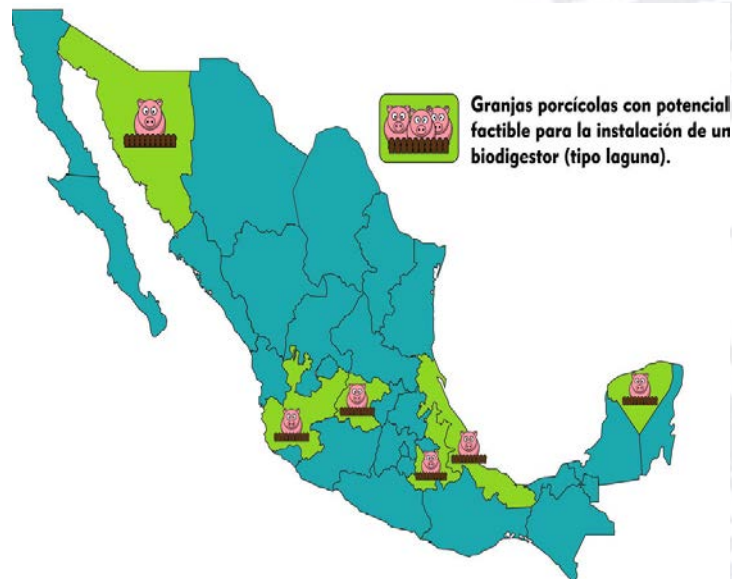 Granjas porcícolas con potencial
factible para la instalación de un
biodigestor (tipo laguna).